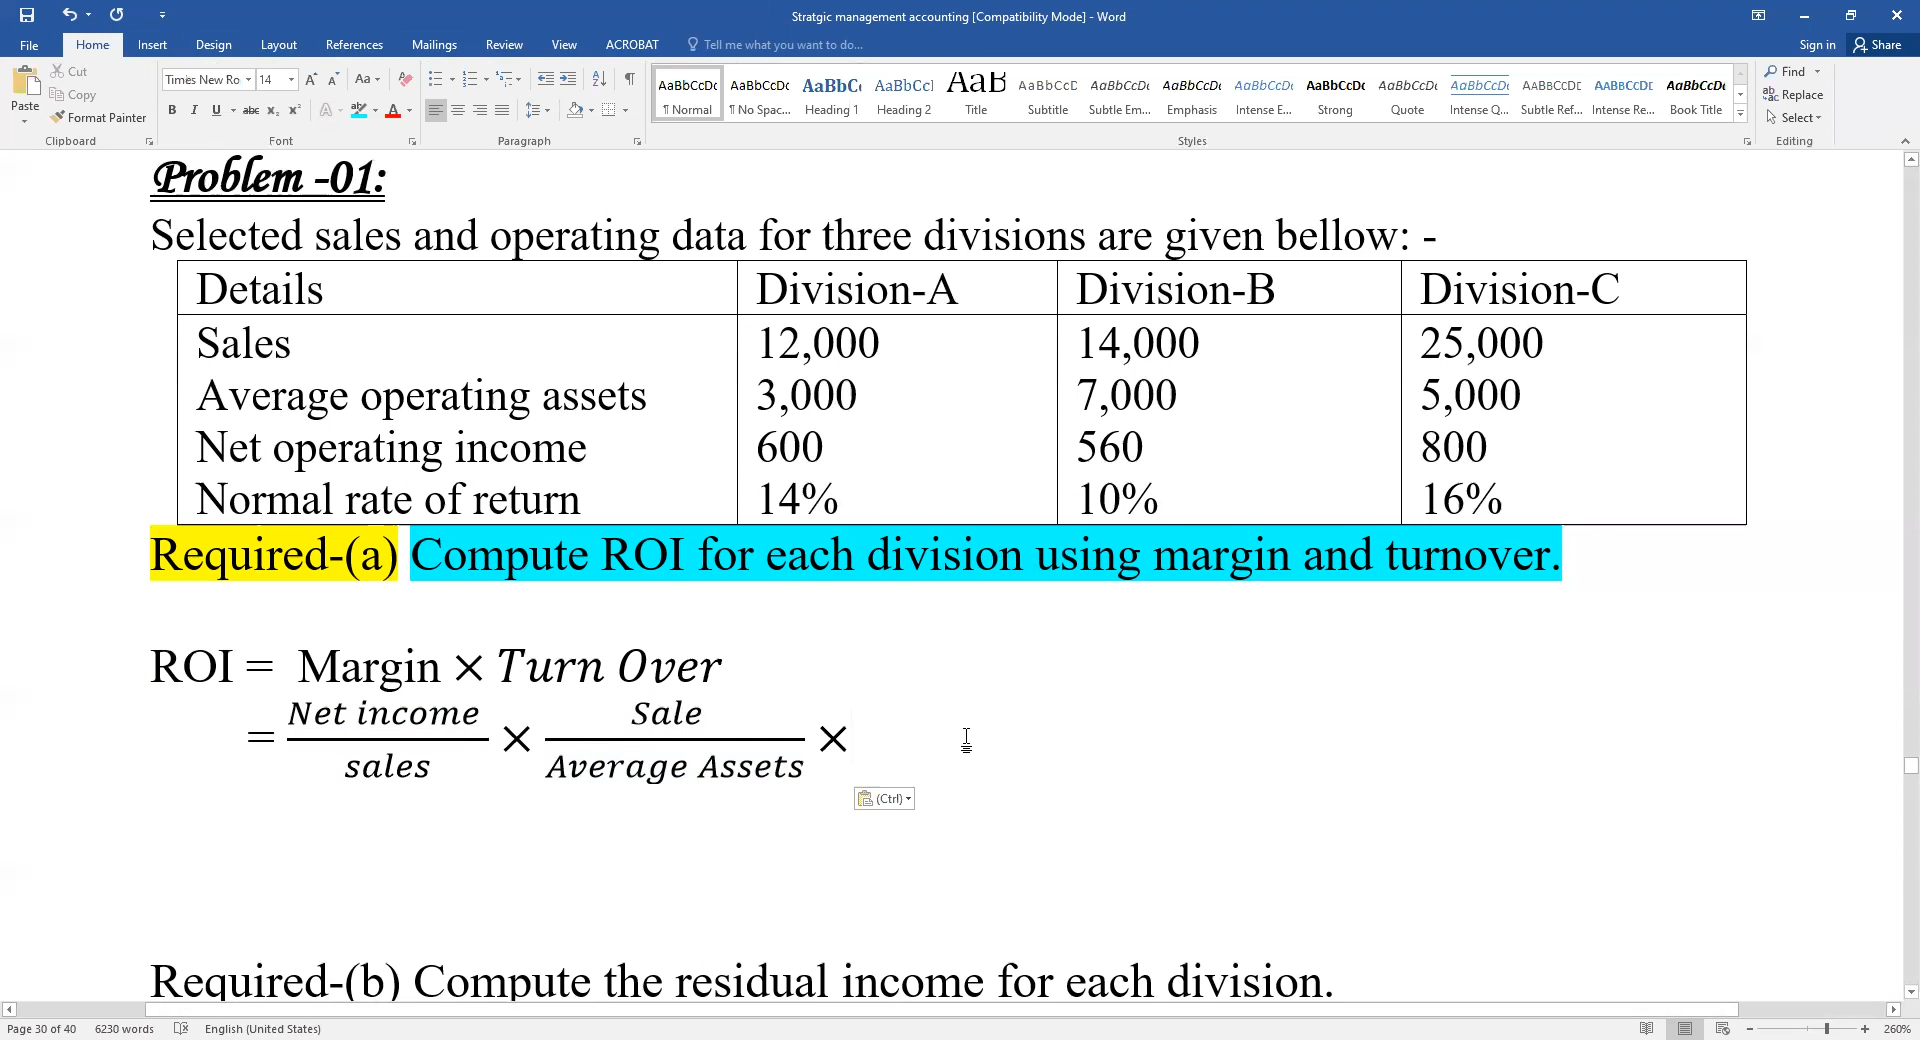 Stratgic management accounting [Compatibility Mode] - Word
File Home Insert Design Layout References Mailings Review View ACROBAT Tell me what you want to do... Sign in Share
Paste Cut Copy Format Painter
Clipboard
Times New Ro 14
Font
Paragraph
AaBbCcDc AaBbCcDc AaBbCc AaBbCcI AaB AaBbCcD AaBbCcDc AaBbCcDc AaBbCcDc AaBbCcDc AaBbCcDc AaBbCcDc AABBCCDE AABBCCDE AaBbCcDc
¶ Normal ¶ No Spac... Heading 1 Heading 2 Title Subtitle Subtle Em... Emphasis Intense E... Strong Quote Intense Q... Subtle Ref... Intense Re... Book Title
Styles
Find
Replace
Select
Editing
Problem -01:
Selected sales and operating data for three divisions are given bellow: -
Details Division-A Division-B Division-C
Sales 12,000 14,000 25,000
Average operating assets 3,000 7,000 5,000
Net operating income 600 560 800
Normal rate of return 14% 10% 16%
Required-(a) Compute ROI for each division using margin and turnover.
ROI = Margin × Turn Over
= Net income / sales × Sale / Average Assets ×
(Ctrl)
Required-(b) Compute the residual income for each division.
Page 30 of 40 6230 words English (United States) 260%